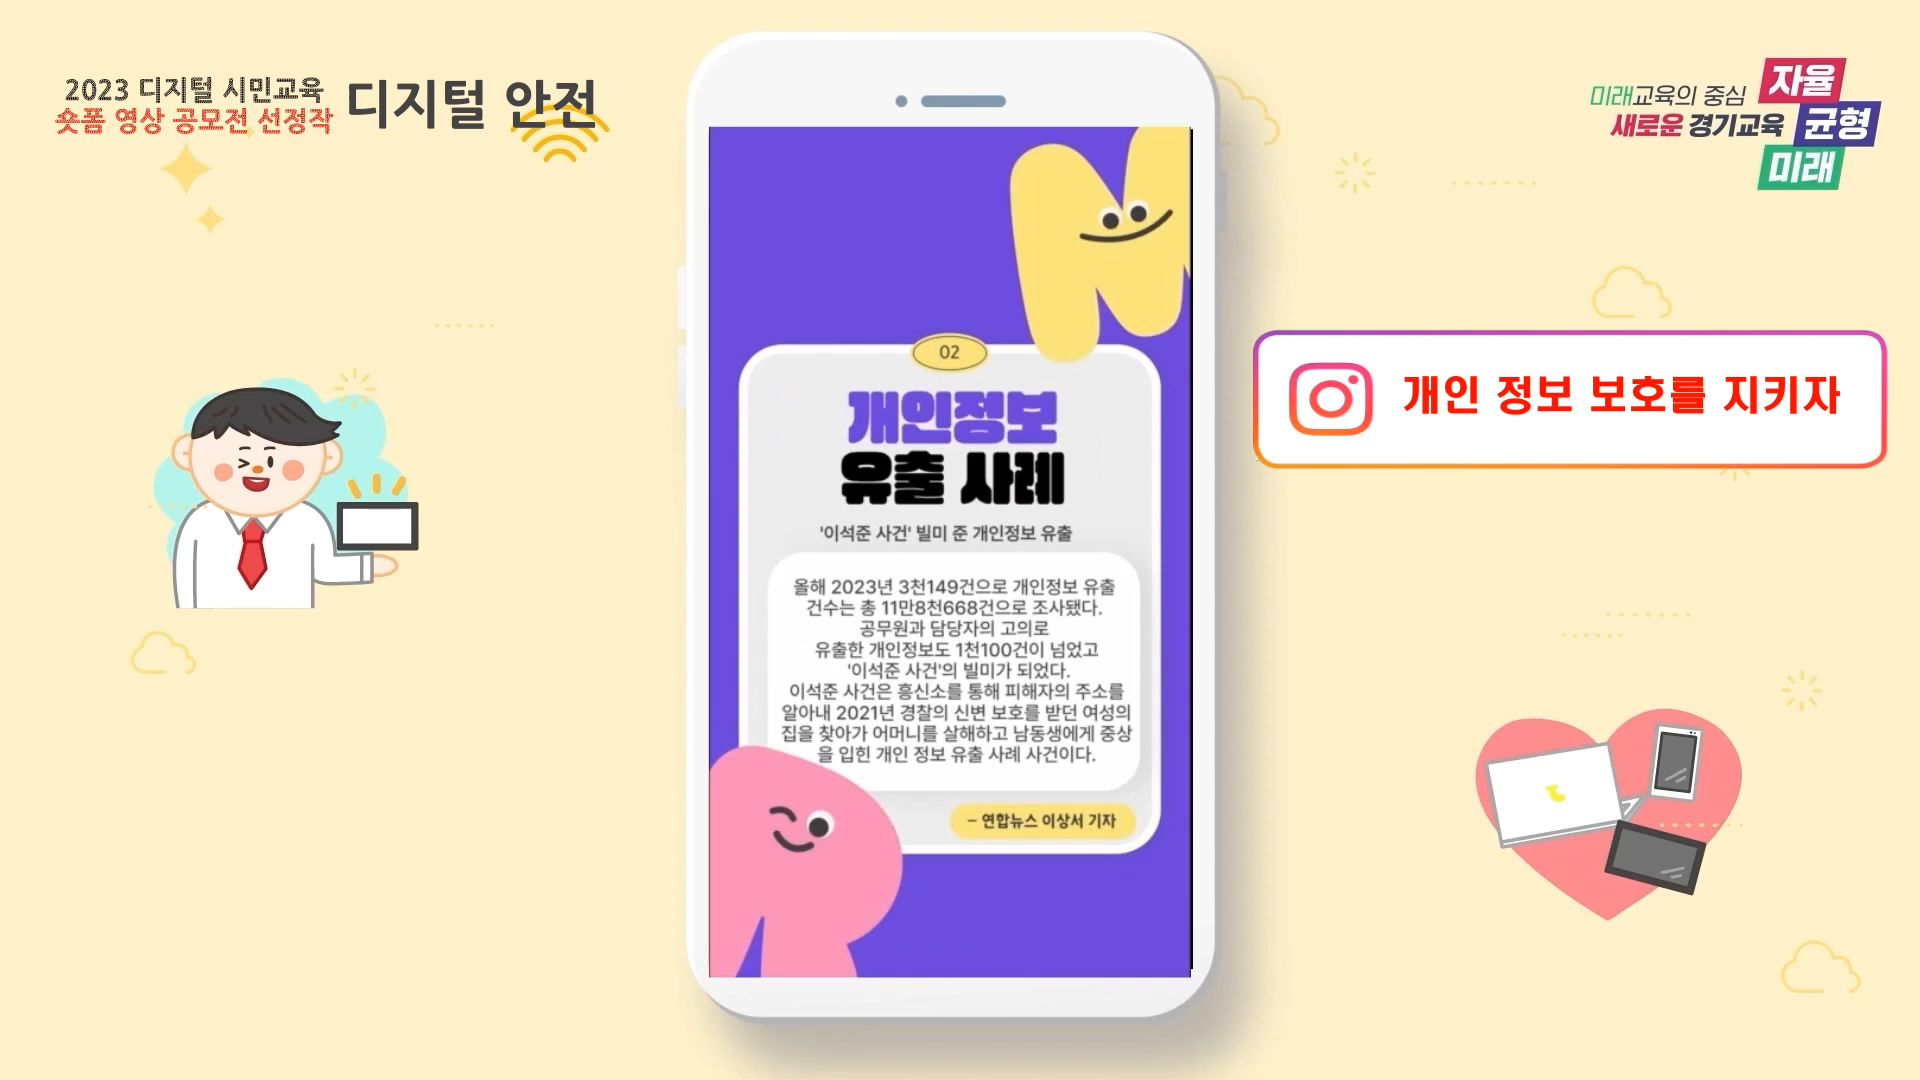 2023 디지털 시민교육
숏폼 영상 공모전 선정작
디지털 안전
미래교육의 중심
새로운 경기교육
자율
균형
미래
02
개인정보
유출 사례
'이석준 사건' 빌미 준 개인정보 유출
올해 2023년 3천149건으로 개인정보 유출
건수는 총 11만8천668건으로 조사됐다.
공무원과 담당자의 고의로
유출한 개인정보도 1천100건이 넘었고
'이석준 사건'의 빌미가 되었다.
이석준 사건은 흥신소를 통해 피해자의 주소를
알아내 2021년 경찰의 신변 보호를 받던 여성의
집을 찾아가 어머니를 살해하고 남동생에게 중상
을 입힌 개인 정보 유출 사례 사건이다.
– 연합뉴스 이상서 기자
개인 정보 보호를 지키자